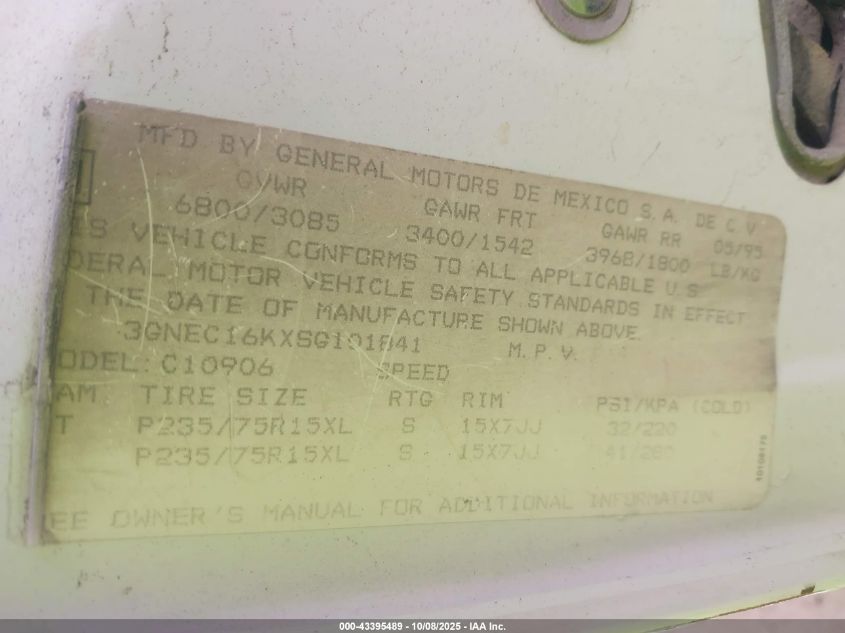 MFD BY GENERAL MOTORS DE MEXICO S.A. DE C.V.
GVWR GAWR FRT GAWR RR 05/95
6800/3085 3400/1542 3968/1800 LB/KG
IS VEHICLE CONFORMS TO ALL APPLICABLE U S
DERAL MOTOR VEHICLE SAFETY STANDARDS IN EFFECT
THE DATE OF MANUFACTURE SHOWN ABOVE.
3GNEC16KXSG101841 M.P.V.
ODEL: C10906 SPEED
AM TIRE SIZE RTG RIM PSI/KPA (COLD)
T P235/75R15XL S 15X7JJ 32/220
P235/75R15XL S 15X7JJ 41/280
EE OWNER'S MANUAL FOR ADDITIONAL INFORMATION
000-43395489 - 10/08/2025 - IAA Inc.